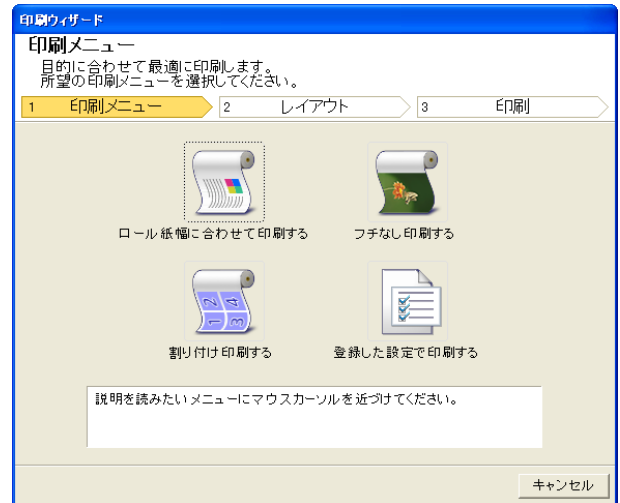 印刷ウィザード
印刷メニュー
目的に合わせて最適に印刷します。
所望の印刷メニューを選択してください。
1 印刷メニュー 2 レイアウト 3 印刷
ロール紙幅に合わせて印刷する フチなし印刷する
1 2 3 4
割り付け印刷する 登録した設定で印刷する
説明を読みたいメニューにマウスカーソルを近づけてください。
キャンセル